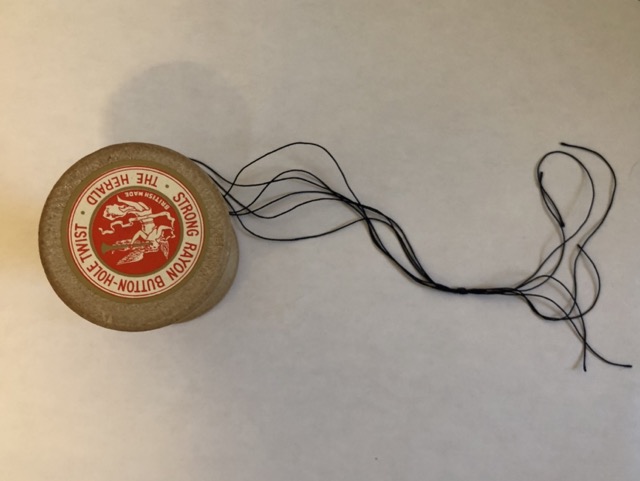 THE HERALD · STRONG RAYON BUTTON-HOLE TWIST ·
BRITISH MADE